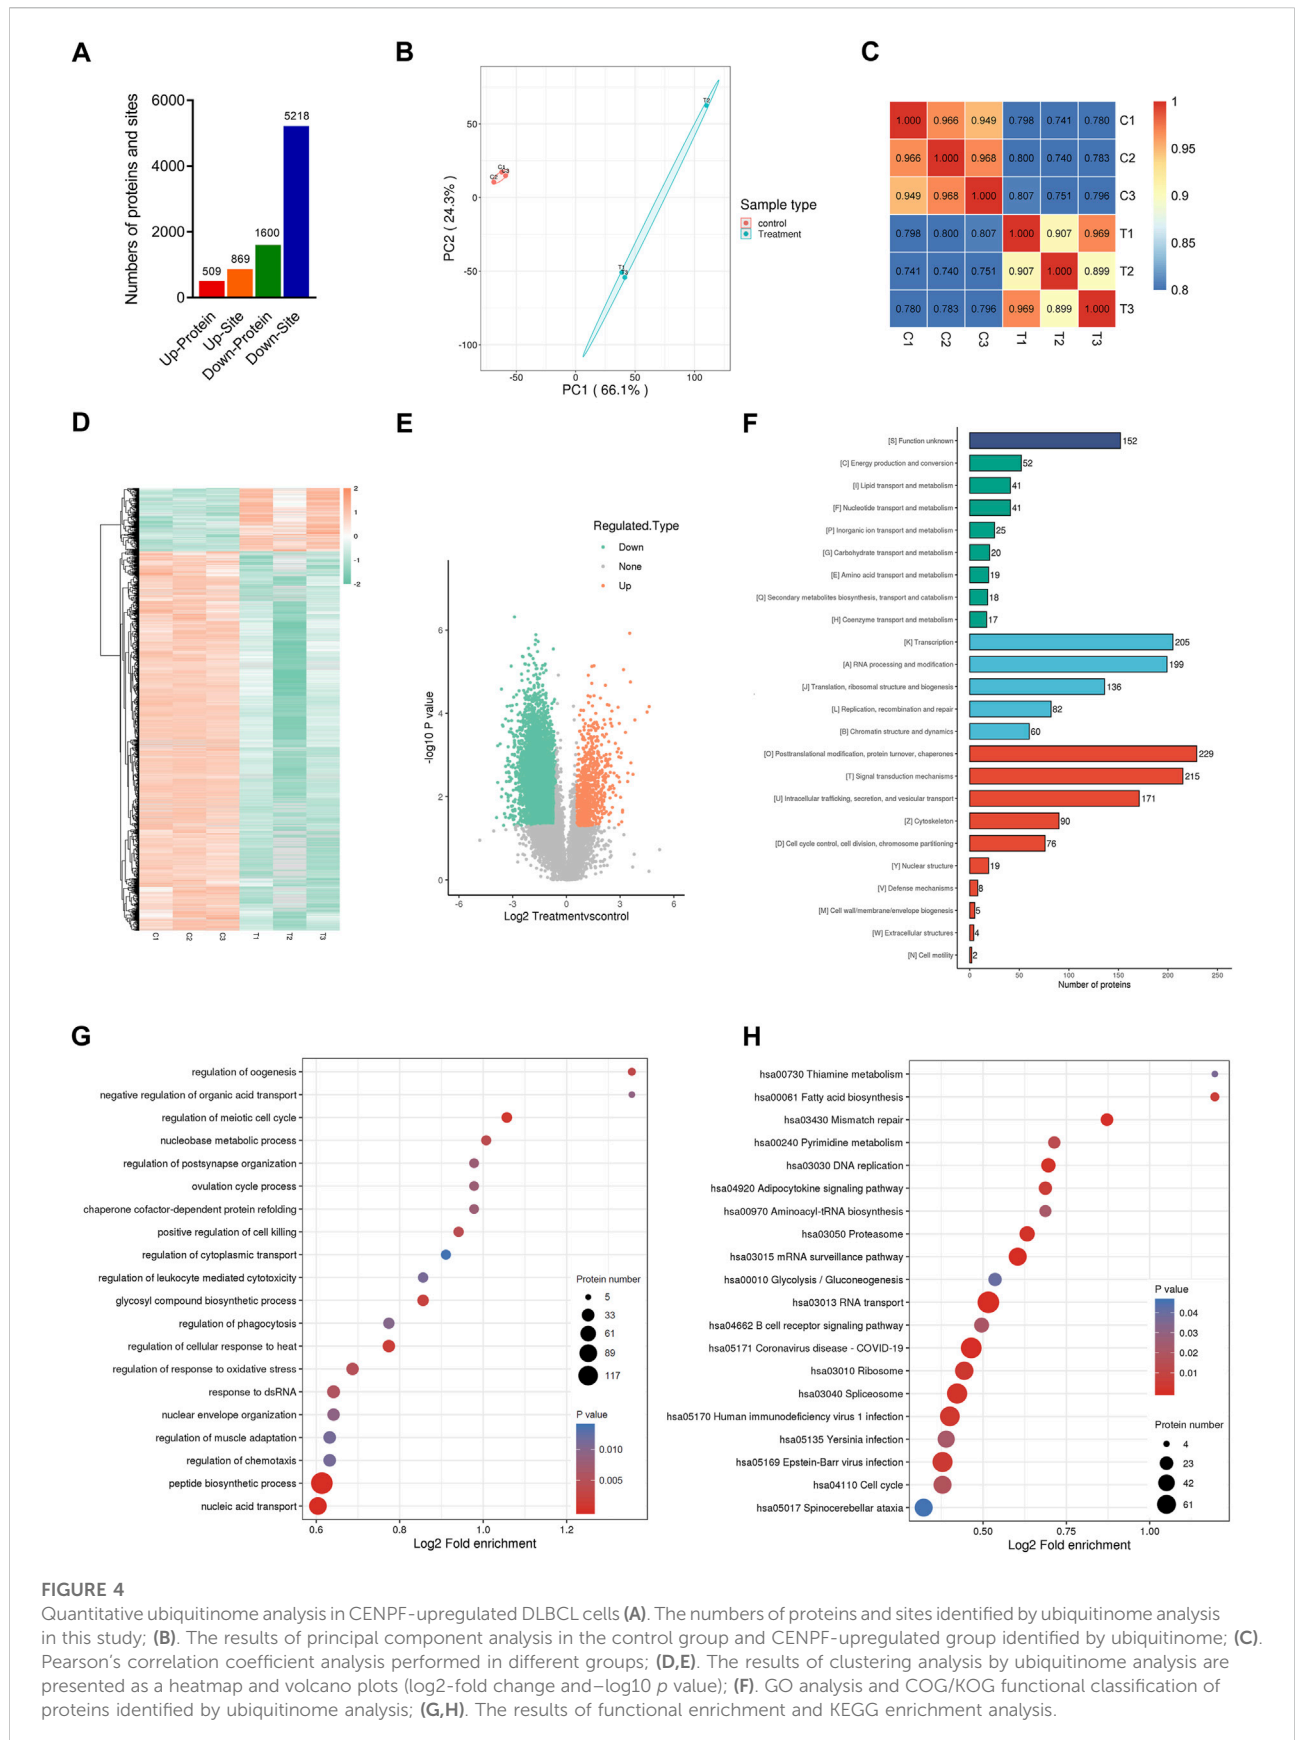 A
Numbers of proteins and sites
6000
4000
2000
0
509
869
1600
5218
Up-Protein
Up-Site
Down-Protein
Down-Site
B
PC2 ( 24.3% )
50
0
-50
-100
C1
C2
C3
T2
T1
T3
-50
0
50
100
PC1 ( 66.1% )
Sample type
control
Treatment
C
1.000 0.966 0.949 0.798 0.741 0.780 C1
0.966 1.000 0.968 0.800 0.740 0.783 C2
0.949 0.968 1.000 0.807 0.751 0.796 C3
0.798 0.800 0.807 1.000 0.907 0.969 T1
0.741 0.740 0.751 0.907 1.000 0.899 T2
0.780 0.783 0.796 0.969 0.899 1.000 T3
C1 C2 C3 T1 T2 T3
1
0.95
0.9
0.85
0.8
D
2
1
0
-1
-2
C1 C2 C3 T1 T2 T3
E
Regulated.Type
Down
None
Up
-log10 P value
6
4
2
0
-6 -3 0 3 6
Log2 Treatmentvscontrol
F
[S] Function unknown 152
[C] Energy production and conversion 52
[I] Lipid transport and metabolism 41
[F] Nucleotide transport and metabolism 41
[P] Inorganic ion transport and metabolism 25
[G] Carbohydrate transport and metabolism 20
[E] Amino acid transport and metabolism 19
[Q] Secondary metabolites biosynthesis, transport and catabolism 18
[H] Coenzyme transport and metabolism 17
[K] Transcription 205
[A] RNA processing and modification 199
[J] Translation, ribosomal structure and biogenesis 136
[L] Replication, recombination and repair 82
[B] Chromatin structure and dynamics 60
[O] Posttranslational modification, protein turnover, chaperones 229
[T] Signal transduction mechanisms 215
[U] Intracellular trafficking, secretion, and vesicular transport 171
[Z] Cytoskeleton 90
[D] Cell cycle control, cell division, chromosome partitioning 76
[Y] Nuclear structure 19
[V] Defense mechanisms 8
[M] Cell wall/membrane/envelope biogenesis 5
[W] Extracellular structures 4
[N] Cell motility 2
0 50 100 150 200 250
Number of proteins
G
regulation of oogenesis
negative regulation of organic acid transport
regulation of meiotic cell cycle
nucleobase metabolic process
regulation of postsynapse organization
ovulation cycle process
chaperone cofactor-dependent protein refolding
positive regulation of cell killing
regulation of cytoplasmic transport
regulation of leukocyte mediated cytotoxicity
glycosyl compound biosynthetic process
regulation of phagocytosis
regulation of cellular response to heat
regulation of response to oxidative stress
response to dsRNA
nuclear envelope organization
regulation of muscle adaptation
regulation of chemotaxis
peptide biosynthetic process
nucleic acid transport
0.6 0.8 1.0 1.2
Log2 Fold enrichment
Protein number
5
33
61
89
117
P value
0.010
0.005
H
hsa00730 Thiamine metabolism
hsa00061 Fatty acid biosynthesis
hsa03430 Mismatch repair
hsa00240 Pyrimidine metabolism
hsa03030 DNA replication
hsa04920 Adipocytokine signaling pathway
hsa00970 Aminoacyl-tRNA biosynthesis
hsa03050 Proteasome
hsa03015 mRNA surveillance pathway
hsa00010 Glycolysis / Gluconeogenesis
hsa03013 RNA transport
hsa04662 B cell receptor signaling pathway
hsa05171 Coronavirus disease - COVID-19
hsa03010 Ribosome
hsa03040 Spliceosome
hsa05170 Human immunodeficiency virus 1 infection
hsa05135 Yersinia infection
hsa05169 Epstein-Barr virus infection
hsa04110 Cell cycle
hsa05017 Spinocerebellar ataxia
0.50 0.75 1.00
Log2 Fold enrichment
P value
0.04
0.03
0.02
0.01
Protein number
4
23
42
61
FIGURE 4
Quantitative ubiquitinome analysis in CENPF-upregulated DLBCL cells (A). The numbers of proteins and sites identified by ubiquitinome analysis
in this study; (B). The results of principal component analysis in the control group and CENPF-upregulated group identified by ubiquitinome; (C).
Pearson's correlation coefficient analysis performed in different groups; (D,E). The results of clustering analysis by ubiquitinome analysis are
presented as a heatmap and volcano plots (log2-fold change and–log10 p value); (F). GO analysis and COG/KOG functional classification of
proteins identified by ubiquitinome analysis; (G,H). The results of functional enrichment and KEGG enrichment analysis.